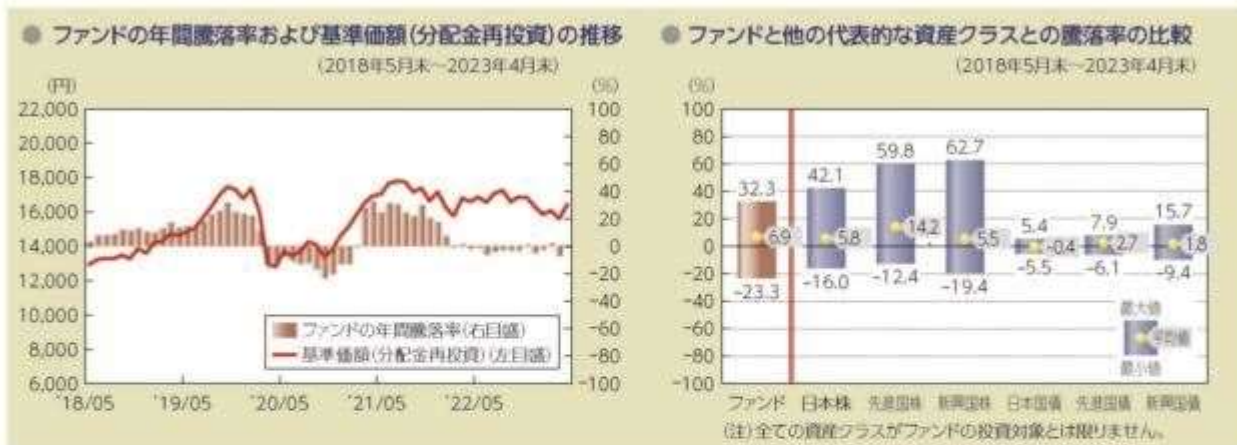 ● ファンドの年間騰落率および基準価額(分配金再投資)の推移
(2018年5月末~2023年4月末)
(円)
(%)
22,000
20,000
18,000
16,000
14,000
12,000
10,000
8,000
6,000
100
80
60
40
20
0
-20
-40
-60
-80
-100
ファンドの年間騰落率(右目盛)
基準価額(分配金再投資)(左目盛)
'18/05 '19/05 '20/05 '21/05 '22/05
● ファンドと他の代表的な資産クラスとの騰落率の比較
(2018年5月末~2023年4月末)
(%)
100
80
60
40
20
0
-20
-40
-60
-80
-100
32.3 42.1 59.8 62.7 5.4 7.9 15.7
6.9 5.8 14.2 5.5 -0.4 2.7 1.8
-23.3 -16.0 -12.4 -19.4 -5.5 -6.1 -9.4
最大値
平均値
最小値
ファンド 日本株 先進国株 新興国株 日本国債 先進国債 新興国債
(注)全ての資産クラスがファンドの投資対象とは限りません。